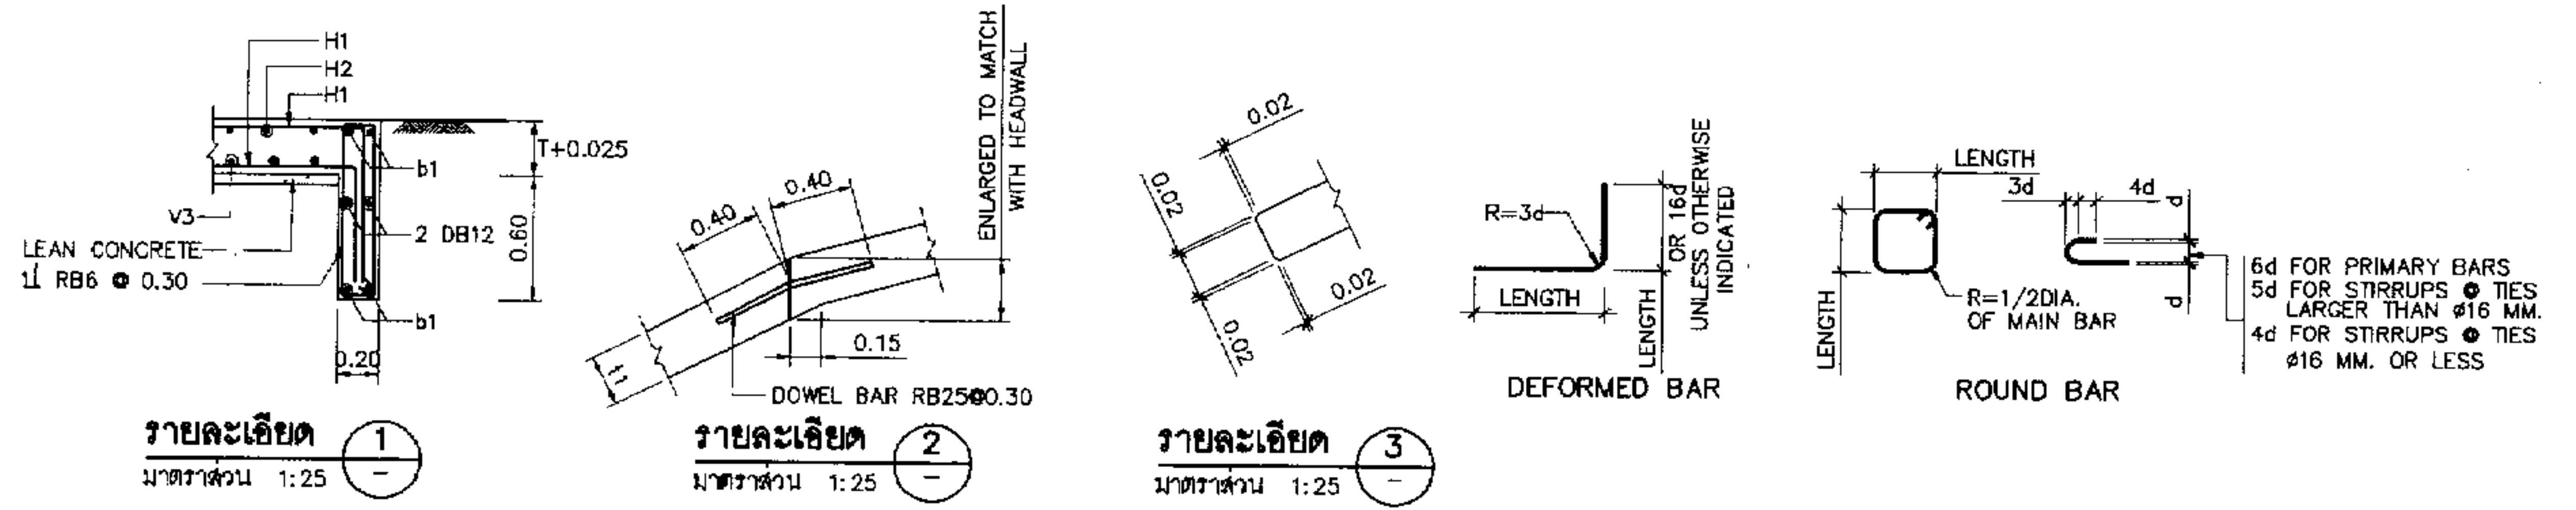 H1
H2
H1
T+0.025
b1
V3
2 DB12
LEAN CONCRETE
RB6 @ 0.30
0.60
b1
0.20
รายละเอียด 1
มาตราส่วน 1:25 -
ENLARGED TO MATCH
WITH HEADWALL
0.40
0.40
0.15
t1
DOWEL BAR RB25@0.30
รายละเอียด 2
มาตราส่วน 1:25 -
0.02
0.02
0.02
0.02
รายละเอียด 3
มาตราส่วน 1:25 -
R=3d
LENGTH
LENGTH OR 16d
UNLESS OTHERWISE
INDICATED
DEFORMED BAR
LENGTH
LENGTH
R=1/2DIA.
OF MAIN BAR
3d
4d
d
d
6d FOR PRIMARY BARS
5d FOR STIRRUPS @ TIES
LARGER THAN ø16 MM.
4d FOR STIRRUPS @ TIES
ø16 MM. OR LESS
ROUND BAR